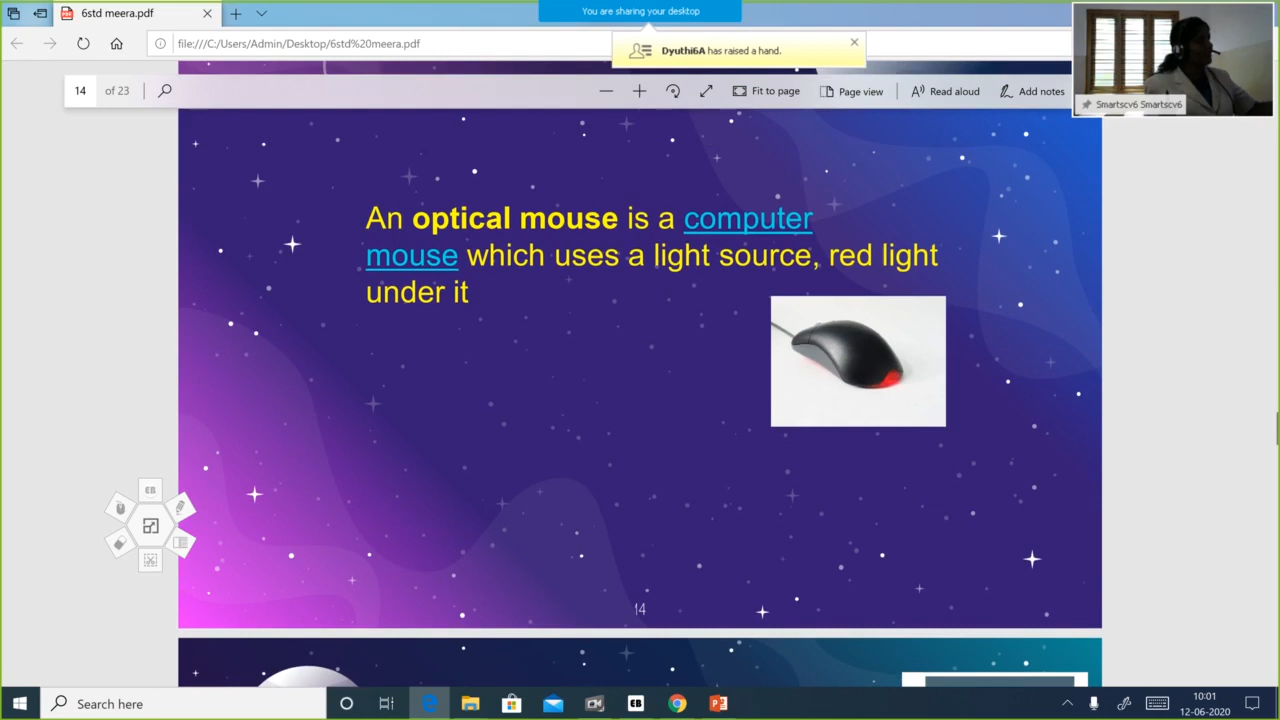 6std meera.pdf
You are sharing your desktop
file:///C:/Users/Admin/Desktop/6std%20meera.pdf
Dyuthi6A has raised a hand.
14 of 23
Fit to page
Page view
Read aloud
Add notes
Smartscv6 Smartscv6
An optical mouse is a computer
mouse which uses a light source, red light
under it
EB
14
Search here
EB
10:01
12-06-2020